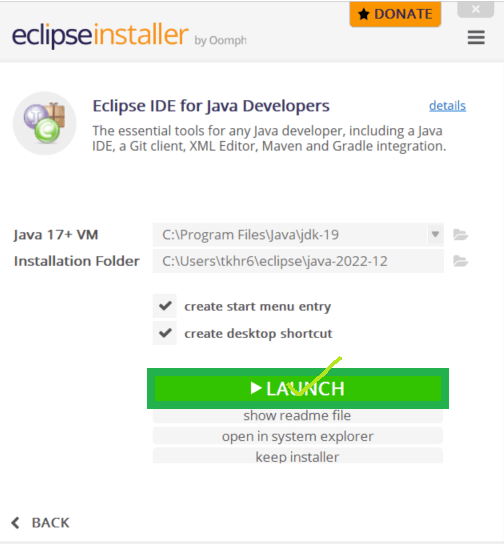 DONATE
eclipseinstaller by Oomph
Eclipse IDE for Java Developers details
The essential tools for any Java developer, including a Java
IDE, a Git client, XML Editor, Maven and Gradle integration.
Java 17+ VM C:\Program Files\Java\jdk-19
Installation Folder C:\Users\tkhr6\eclipse\java-2022-12
create start menu entry
create desktop shortcut
LAUNCH
show readme file
open in system explorer
keep installer
BACK